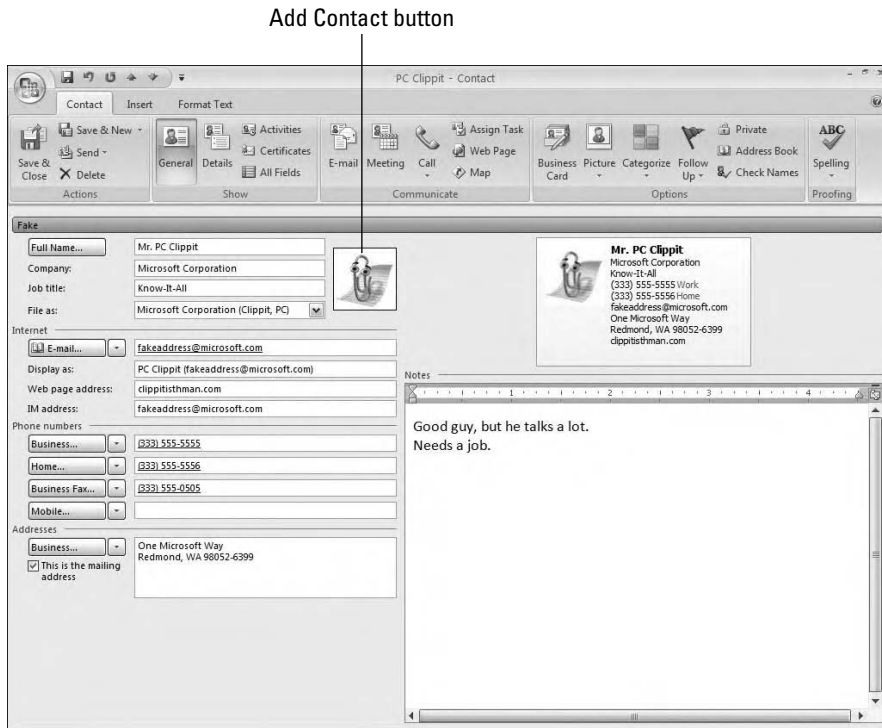 Add Contact button
PC Clippit - Contact
Contact Insert Format Text
Save & Close
Save & New
Send
Delete
Actions
General
Details
Activities
Certificates
All Fields
Show
E-mail
Meeting
Call
Assign Task
Web Page
Map
Communicate
Business Card
Picture
Categorize
Follow Up
Private
Address Book
Check Names
Options
ABC
Spelling
Proofing
Fake
Full Name... Mr. PC Clippit
Company: Microsoft Corporation
Job title: Know-It-All
File as: Microsoft Corporation (Clippit, PC)
Internet
E-mail... fakeaddress@microsoft.com
Display as: PC Clippit (fakeaddress@microsoft.com)
Web page address: clippitisthman.com
IM address: fakeaddress@microsoft.com
Phone numbers
Business... (333) 555-5555
Home... (333) 555-5556
Business Fax... (333) 555-0505
Mobile...
Addresses
Business... One Microsoft Way
Redmond, WA 98052-6399
This is the mailing
address
Mr. PC Clippit
Microsoft Corporation
Know-It-All
(333) 555-5555 Work
(333) 555-5556 Home
fakeaddress@microsoft.com
One Microsoft Way
Redmond, WA 98052-6399
clippitisthman.com
Notes
1 2 3 4
Good guy, but he talks a lot.
Needs a job.